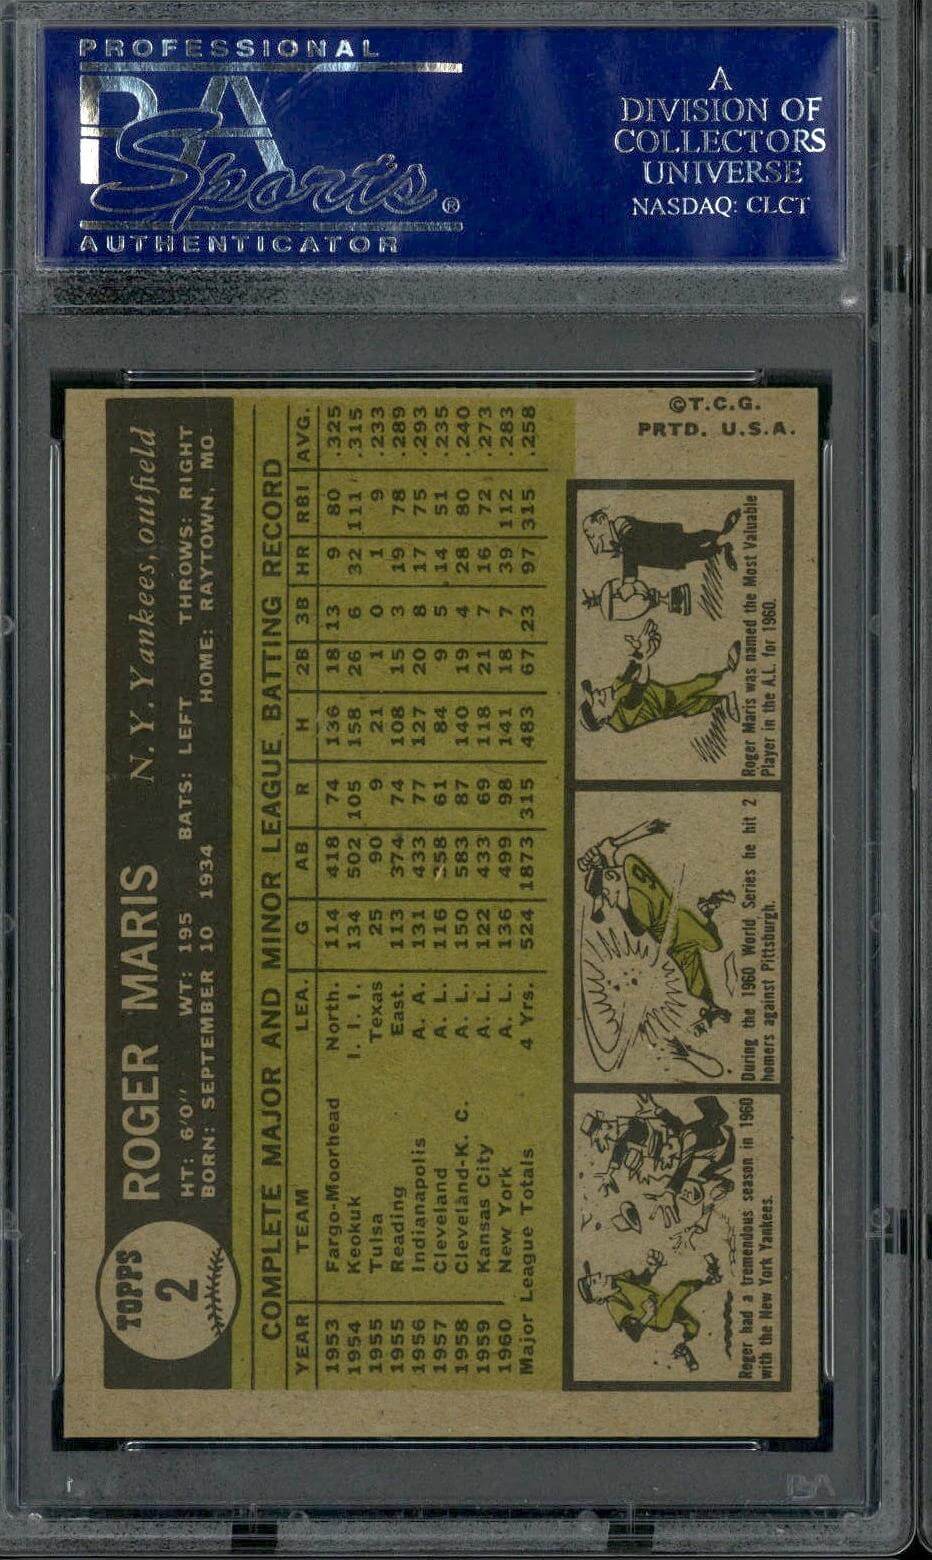 PROFESSIONAL
PSA
Sports®
AUTHENTICATOR
A
DIVISION OF
COLLECTORS
UNIVERSE
NASDAQ: CLCT
TOPPS
2
ROGER MARIS N.Y. Yankees, outfield
HT: 6'0" WT: 195 BATS: LEFT THROWS: RIGHT
BORN: SEPTEMBER 10 1934 HOME: RAYTOWN, MO.
COMPLETE MAJOR AND MINOR LEAGUE BATTING RECORD
YEAR TEAM LEA. G AB R H 2B 3B HR RBI AVG.
1953 Fargo-Moorhead North. 114 418 74 136 18 13 9 80 .325
1954 Keokuk I. I. I. 134 502 105 158 26 6 32 111 .315
1955 Tulsa Texas 25 90 9 21 1 0 1 9 .233
1955 Reading East. 113 374 74 108 15 3 19 78 .289
1956 Indianapolis A. A. 131 433 77 127 20 8 17 75 .293
1957 Cleveland A. L. 116 358 61 84 9 5 14 51 .235
1958 Cleveland-K. C. A. L. 150 583 87 140 19 4 28 80 .240
1959 Kansas City A. L. 122 433 69 118 21 7 16 72 .273
1960 New York A. L. 136 499 98 141 18 7 39 112 .283
Major League Totals 4 Yrs. 524 1873 315 483 67 23 97 315 .258
Roger had a tremendous season in 1960
with the New York Yankees.
9
During the 1960 World Series he hit 2
homers against Pittsburgh.
Roger Maris was named the Most Valuable
Player in the A.L. for 1960.
©T.C.G.
PRTD. U.S.A.
PSA